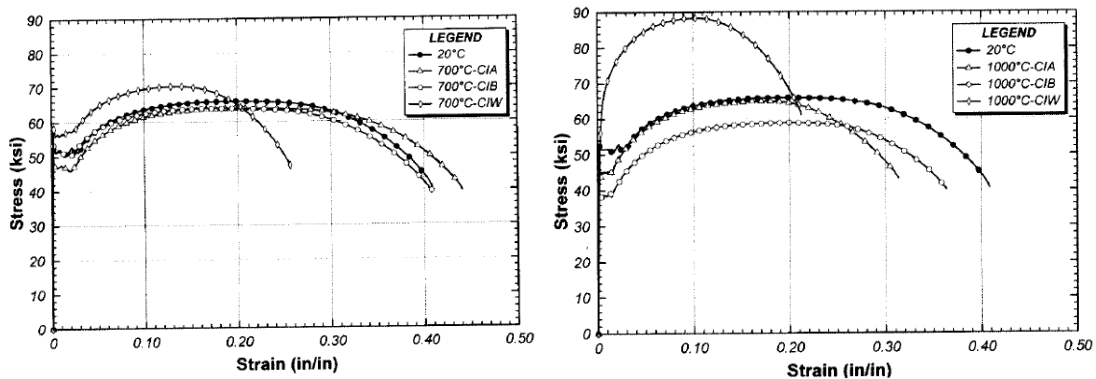 90
80
70
60
50
40
30
20
10
0
Stress (ksi)
LEGEND
20°C
700°C-CIA
700°C-CIB
700°C-CIW
0 0.10 0.20 0.30 0.40 0.50
Strain (in/in)
90
80
70
60
50
40
30
20
10
0
Stress (ksi)
LEGEND
20°C
1000°C-CIA
1000°C-CIB
1000°C-CIW
0 0.10 0.20 0.30 0.40 0.50
Strain (in/in)